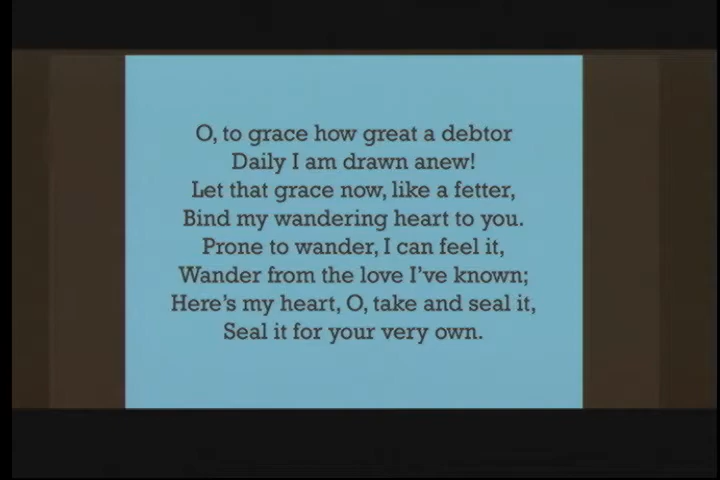 O, to grace how great a debtor
Daily I am drawn anew!
Let that grace now, like a fetter,
Bind my wandering heart to you.
Prone to wander, I can feel it,
Wander from the love I've known;
Here's my heart, O, take and seal it,
Seal it for your very own.